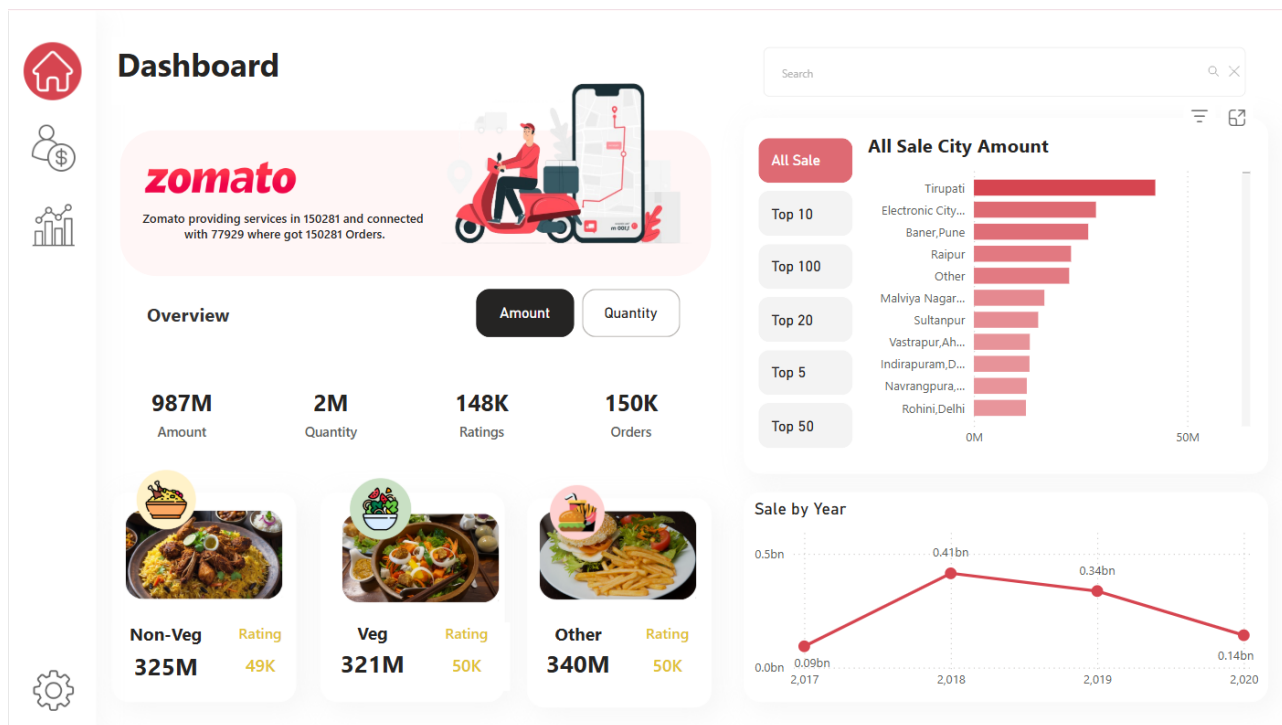 Dashboard
Search
zomato
Zomato providing services in 150281 and connected
with 77929 where got 150281 Orders.
Overview
Amount
Quantity
987M
Amount
2M
Quantity
148K
Ratings
150K
Orders
Non-Veg
Rating
325M
49K
Veg
Rating
321M
50K
Other
Rating
340M
50K
All Sale
Top 10
Top 100
Top 20
Top 5
Top 50
All Sale City Amount
Tirupati
Electronic City...
Baner,Pune
Raipur
Other
Malviya Nagar...
Sultanpur
Vastrapur,Ah...
Indirapuram,D...
Navrangpura,...
Rohini,Delhi
0M
50M
Sale by Year
0.5bn
0.0bn
0.09bn
0.41bn
0.34bn
0.14bn
2,017
2,018
2,019
2,020